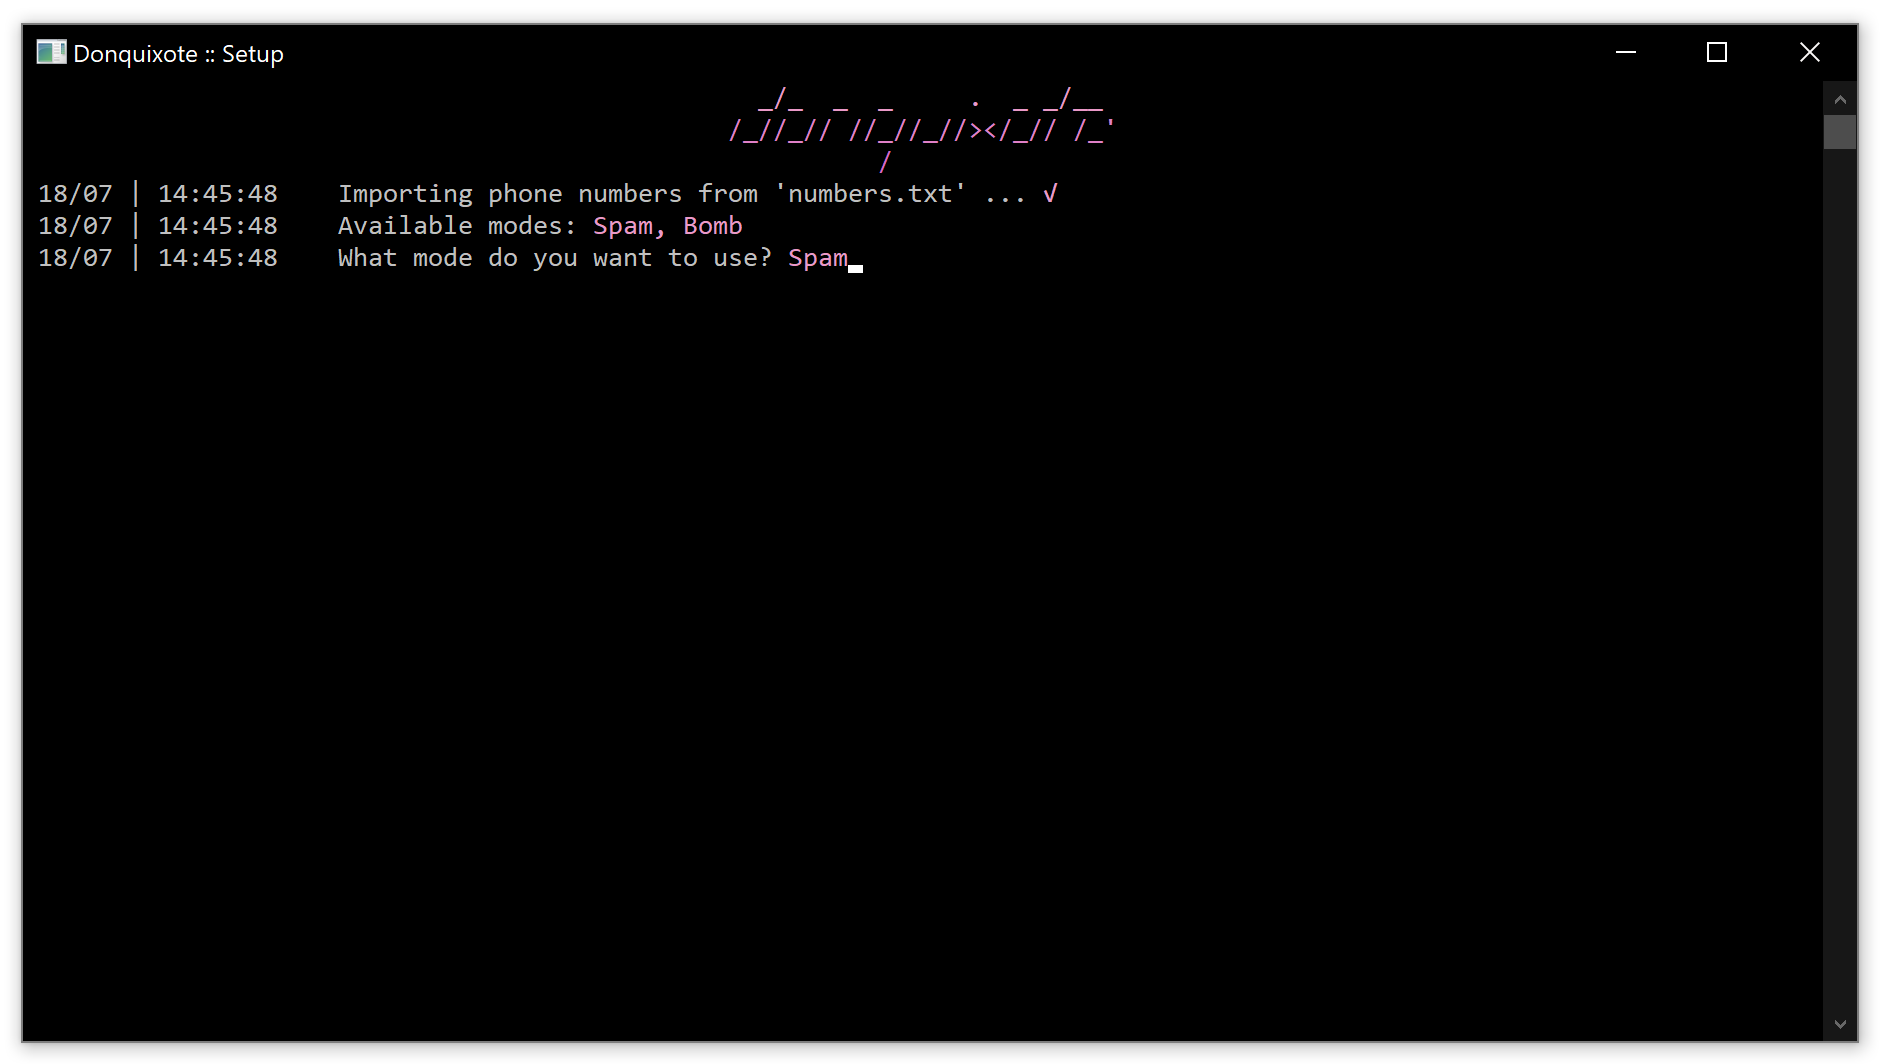 Donquixote :: Setup
   _/_  _  _     .  _ _/__
 /_//_// //_//_//></_// /_'
           /
18/07 | 14:45:48    Importing phone numbers from 'numbers.txt' ... √
18/07 | 14:45:48    Available modes: Spam, Bomb
18/07 | 14:45:48    What mode do you want to use? Spam